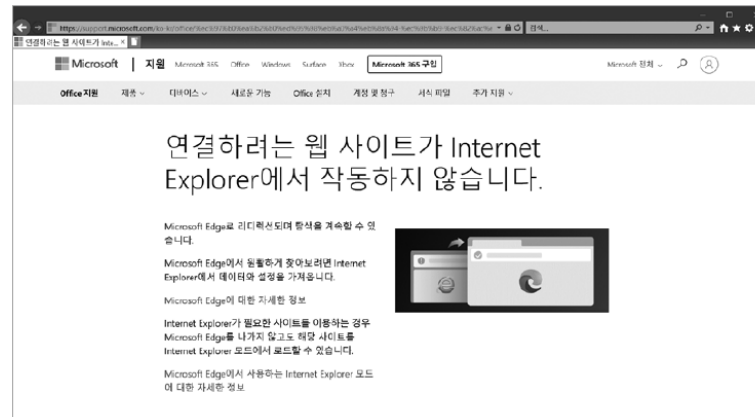 연결하려는 웹 사이트가 Inte...
검색...
Microsoft 지원 Microsoft 365 Office Windows Surface Xbox Microsoft 365 구입 Microsoft 전체
Office 지원 제품 디바이스 새로운 기능 Office 설치 계정 및 청구 서식 파일 추가 지원
연결하려는 웹 사이트가 Internet
Explorer에서 작동하지 않습니다.
Microsoft Edge로 리디렉션되며 탐색을 계속할 수 있
습니다.
Microsoft Edge에서 원활하게 찾아보려면 Internet
Explorer에서 데이터와 설정을 가져옵니다.
Microsoft Edge에 대한 자세한 정보
Internet Explorer가 필요한 사이트를 이용하는 경우
Microsoft Edge를 나가지 않고도 해당 사이트를
Internet Explorer 모드에서 로드할 수 있습니다.
Microsoft Edge에서 사용하는 Internet Explorer 모드
에 대한 자세한 정보